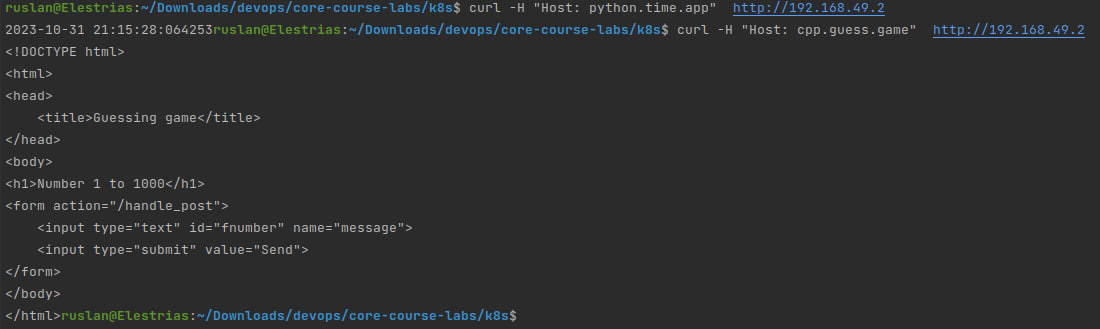 ruslan@Elestrias:~/Downloads/devops/core-course-labs/k8s$ curl -H "Host: python.time.app"  http://192.168.49.2
2023-10-31 21:15:28:064253ruslan@Elestrias:~/Downloads/devops/core-course-labs/k8s$ curl -H "Host: cpp.guess.game"  http://192.168.49.2
<!DOCTYPE html>
<html>
<head>
    <title>Guessing game</title>
</head>
<body>
<h1>Number 1 to 1000</h1>
<form action="/handle_post">
    <input type="text" id="fnumber" name="message">
    <input type="submit" value="Send">
</form>
</body>
</html>ruslan@Elestrias:~/Downloads/devops/core-course-labs/k8s$